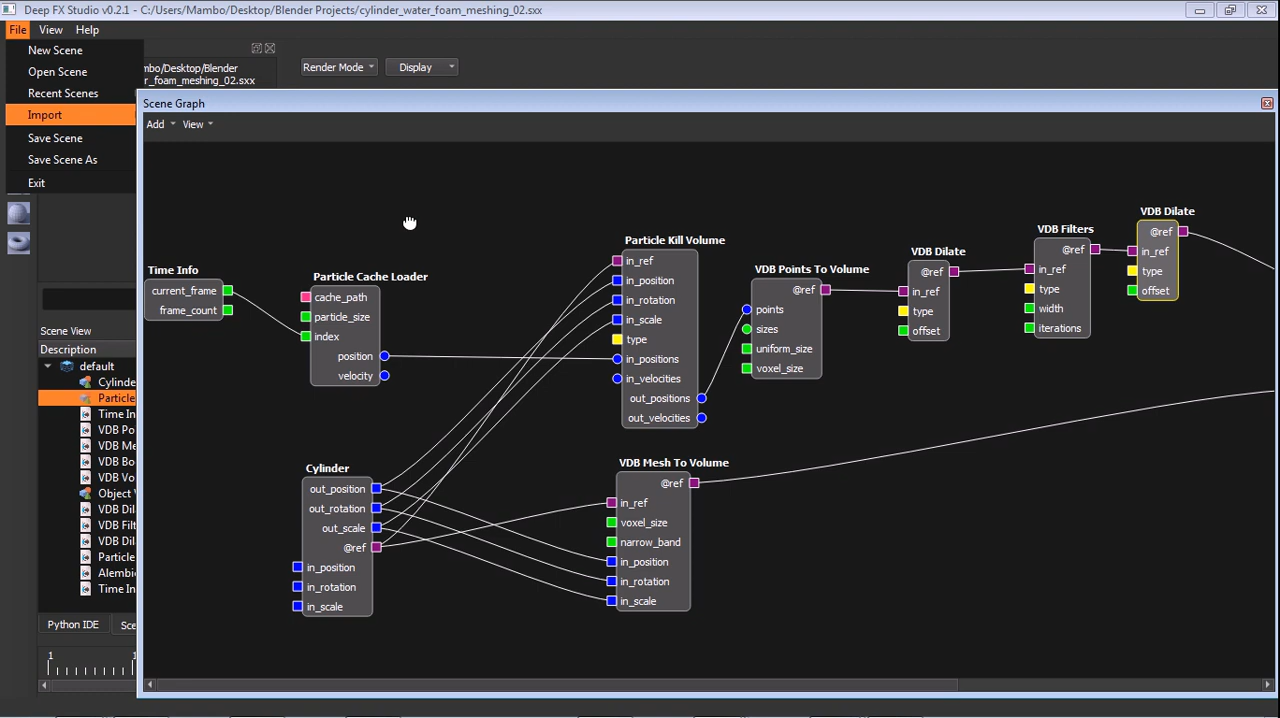 Deep FX Studio v0.2.1 - C:/Users/Mambo/Desktop/Blender Projects/cylinder_water_foam_meshing_02.sxx
File View Help
New Scene
Open Scene
Recent Scenes
Import
Save Scene
Save Scene As
Exit
mbo/Desktop/Blender
r_foam_meshing_02.sxx
Render Mode
Display
Scene Graph
Add View
Time Info
current_frame
frame_count
Particle Cache Loader
cache_path
particle_size
index
position
velocity
Cylinder
out_position
out_rotation
out_scale
@ref
in_position
in_rotation
in_scale
Particle Kill Volume
in_ref
in_position
in_rotation
in_scale
type
in_positions
in_velocities
out_positions
out_velocities
VDB Mesh To Volume
@ref
in_ref
voxel_size
narrow_band
in_position
in_rotation
in_scale
VDB Points To Volume
@ref
points
sizes
uniform_size
voxel_size
VDB Dilate
@ref
in_ref
type
offset
VDB Filters
@ref
in_ref
type
width
iterations
VDB Dilate
@ref
in_ref
type
offset
Scene View
Description
default
Cylinde
Particle
Time In
VDB Po
VDB Me
VDB Bo
VDB Vo
Object
VDB Dil
VDB Filt
VDB Dil
Particle
Alembic
Time In
Python IDE
Sce
1
1